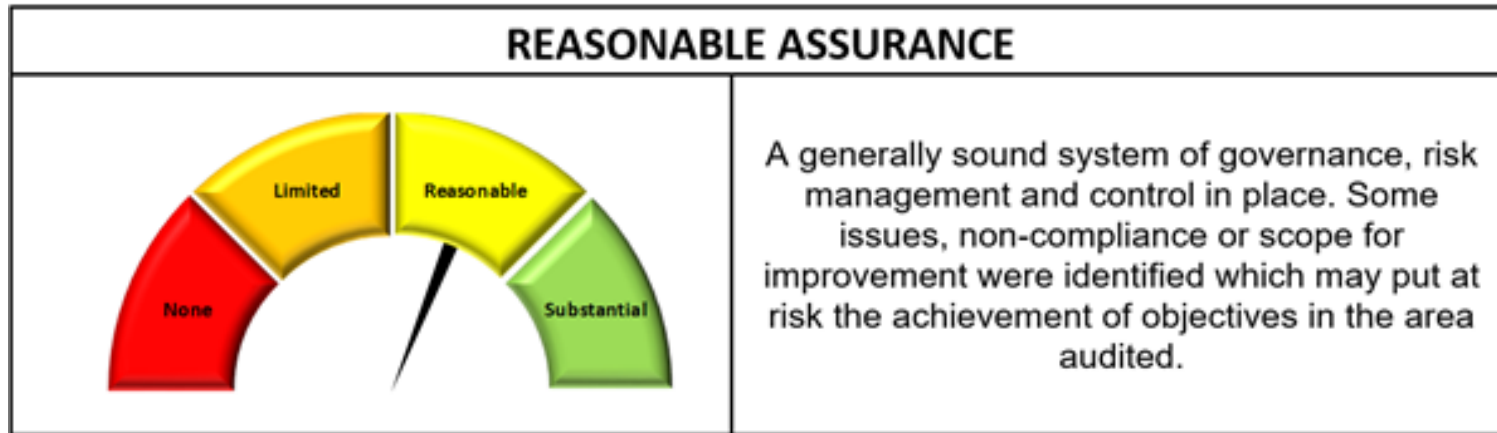 REASONABLE ASSURANCE
Limited
Reasonable
None
Substantial
A generally sound system of governance, risk
management and control in place. Some
issues, non-compliance or scope for
improvement were identified which may put at
risk the achievement of objectives in the area
audited.